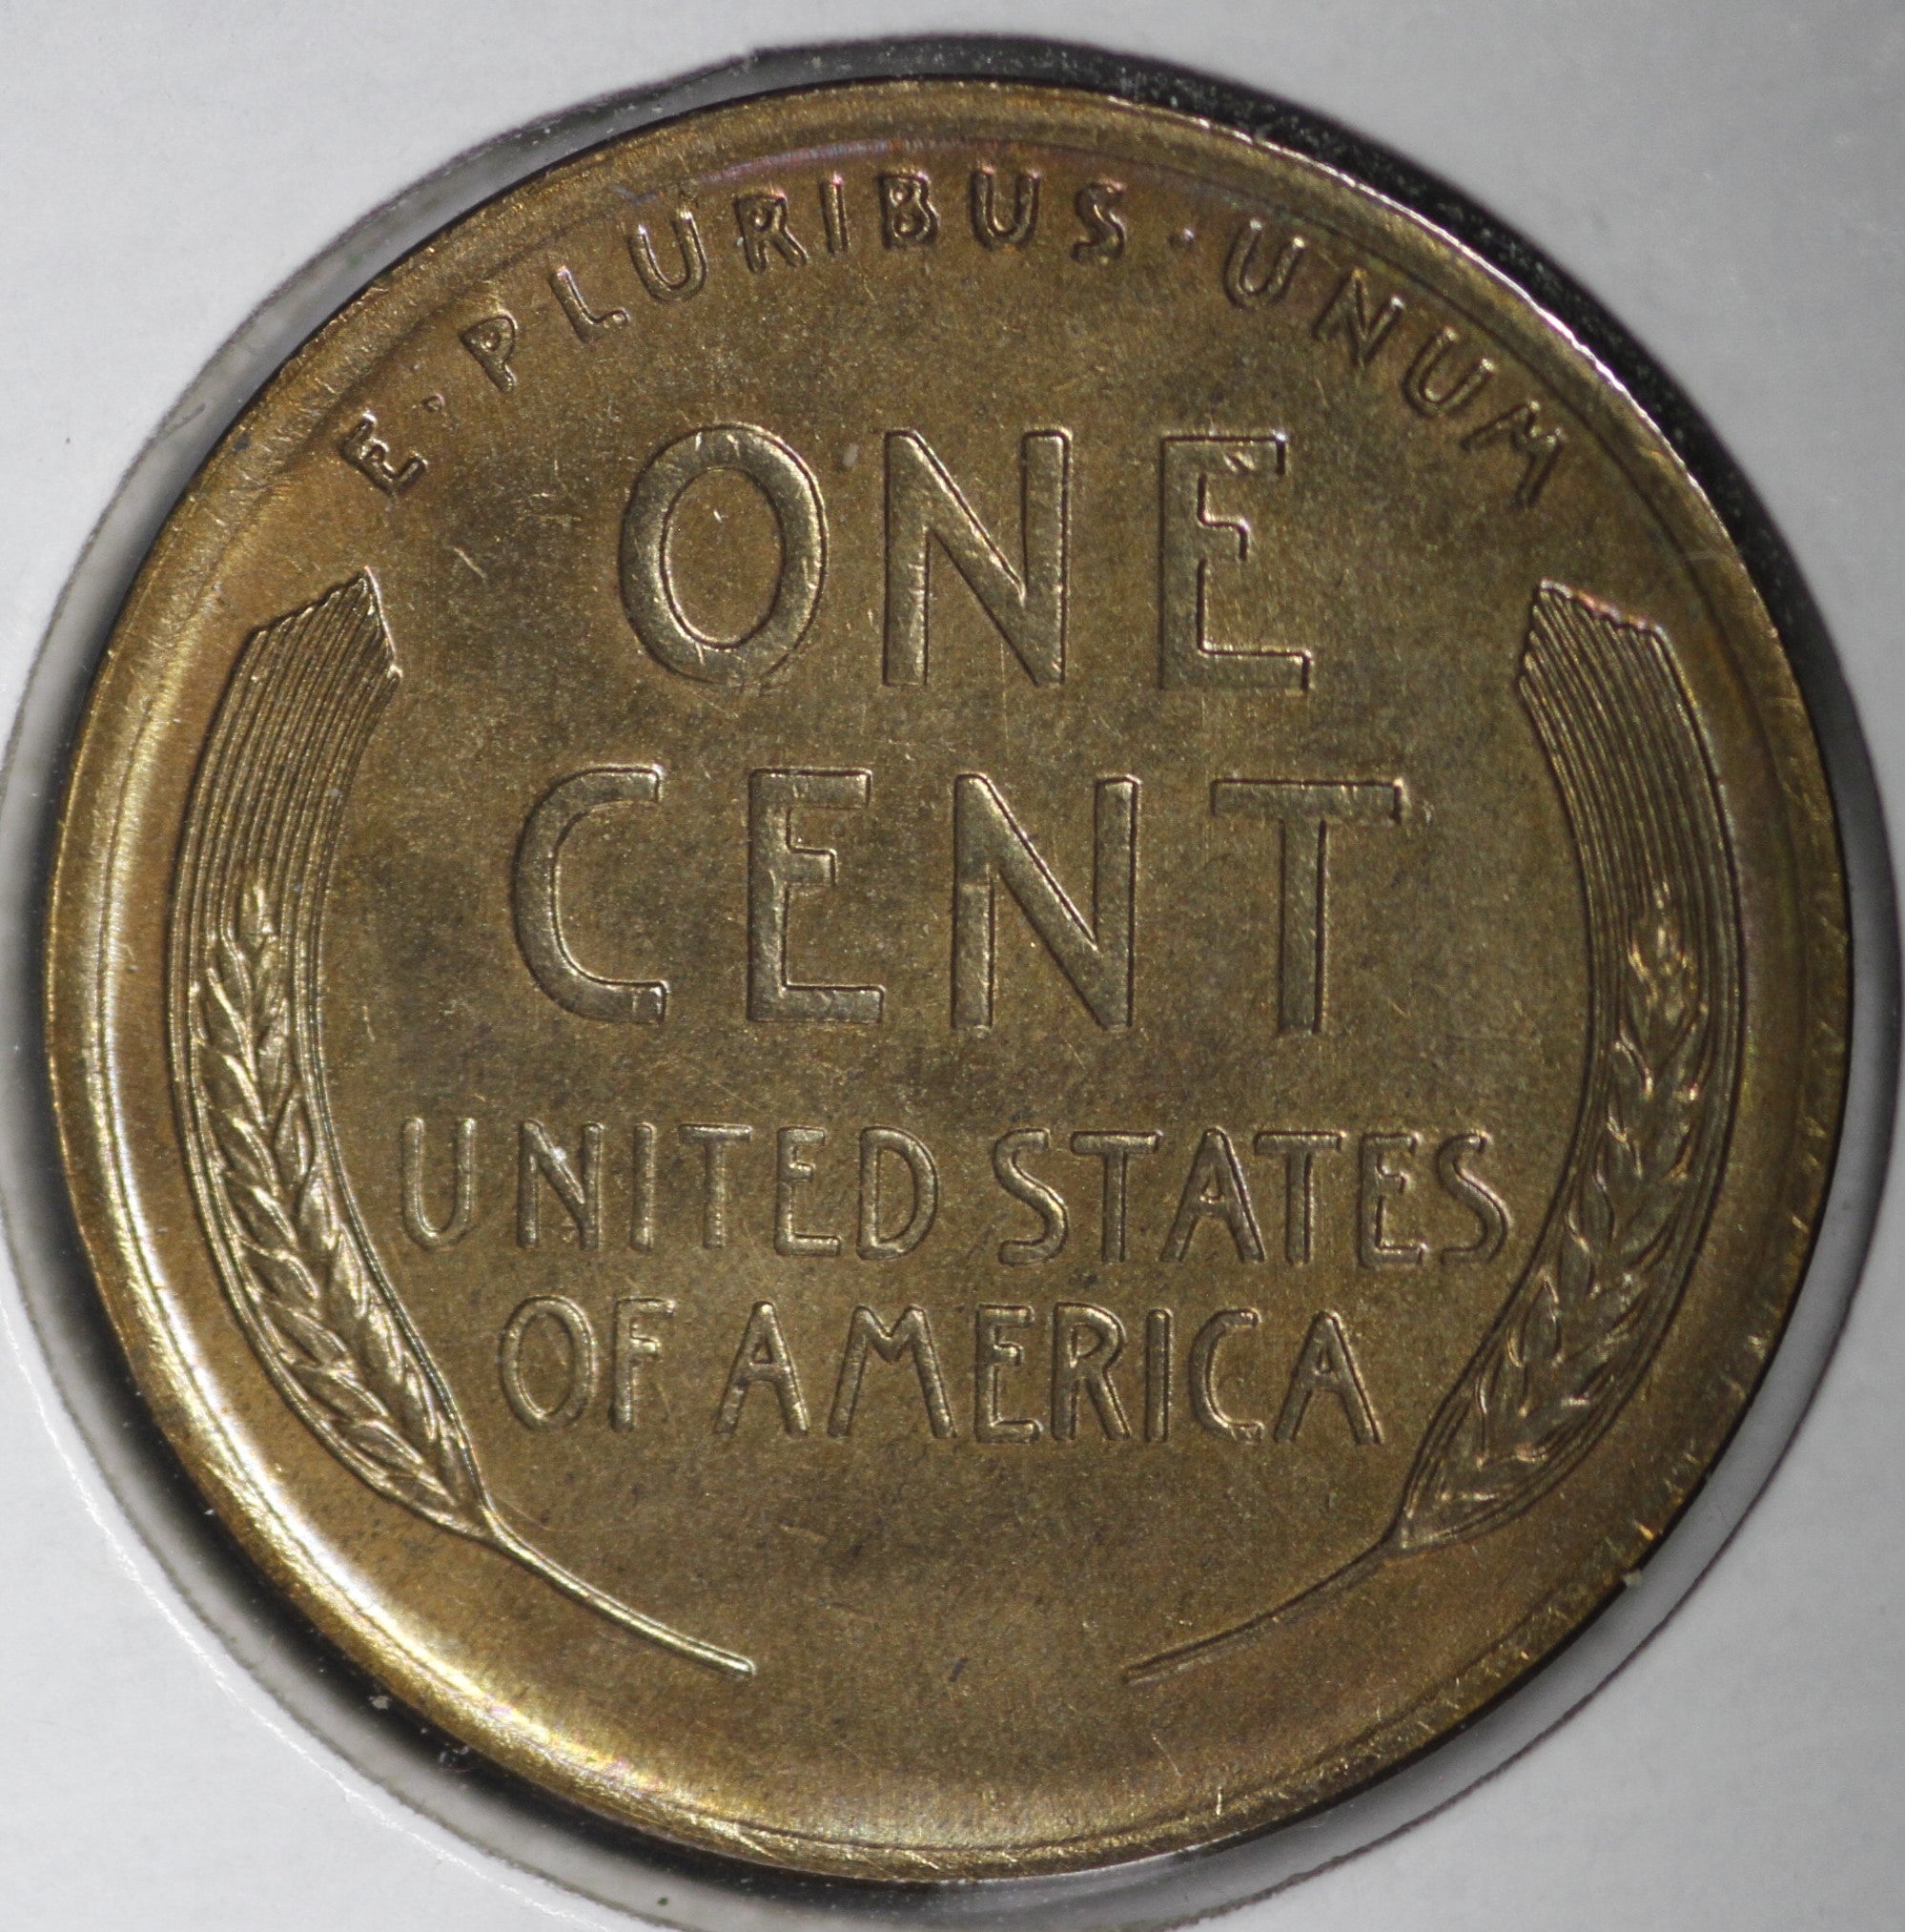 E·PLURIBUS·UNUM
ONE
CENT
UNITED STATES
OF AMERICA